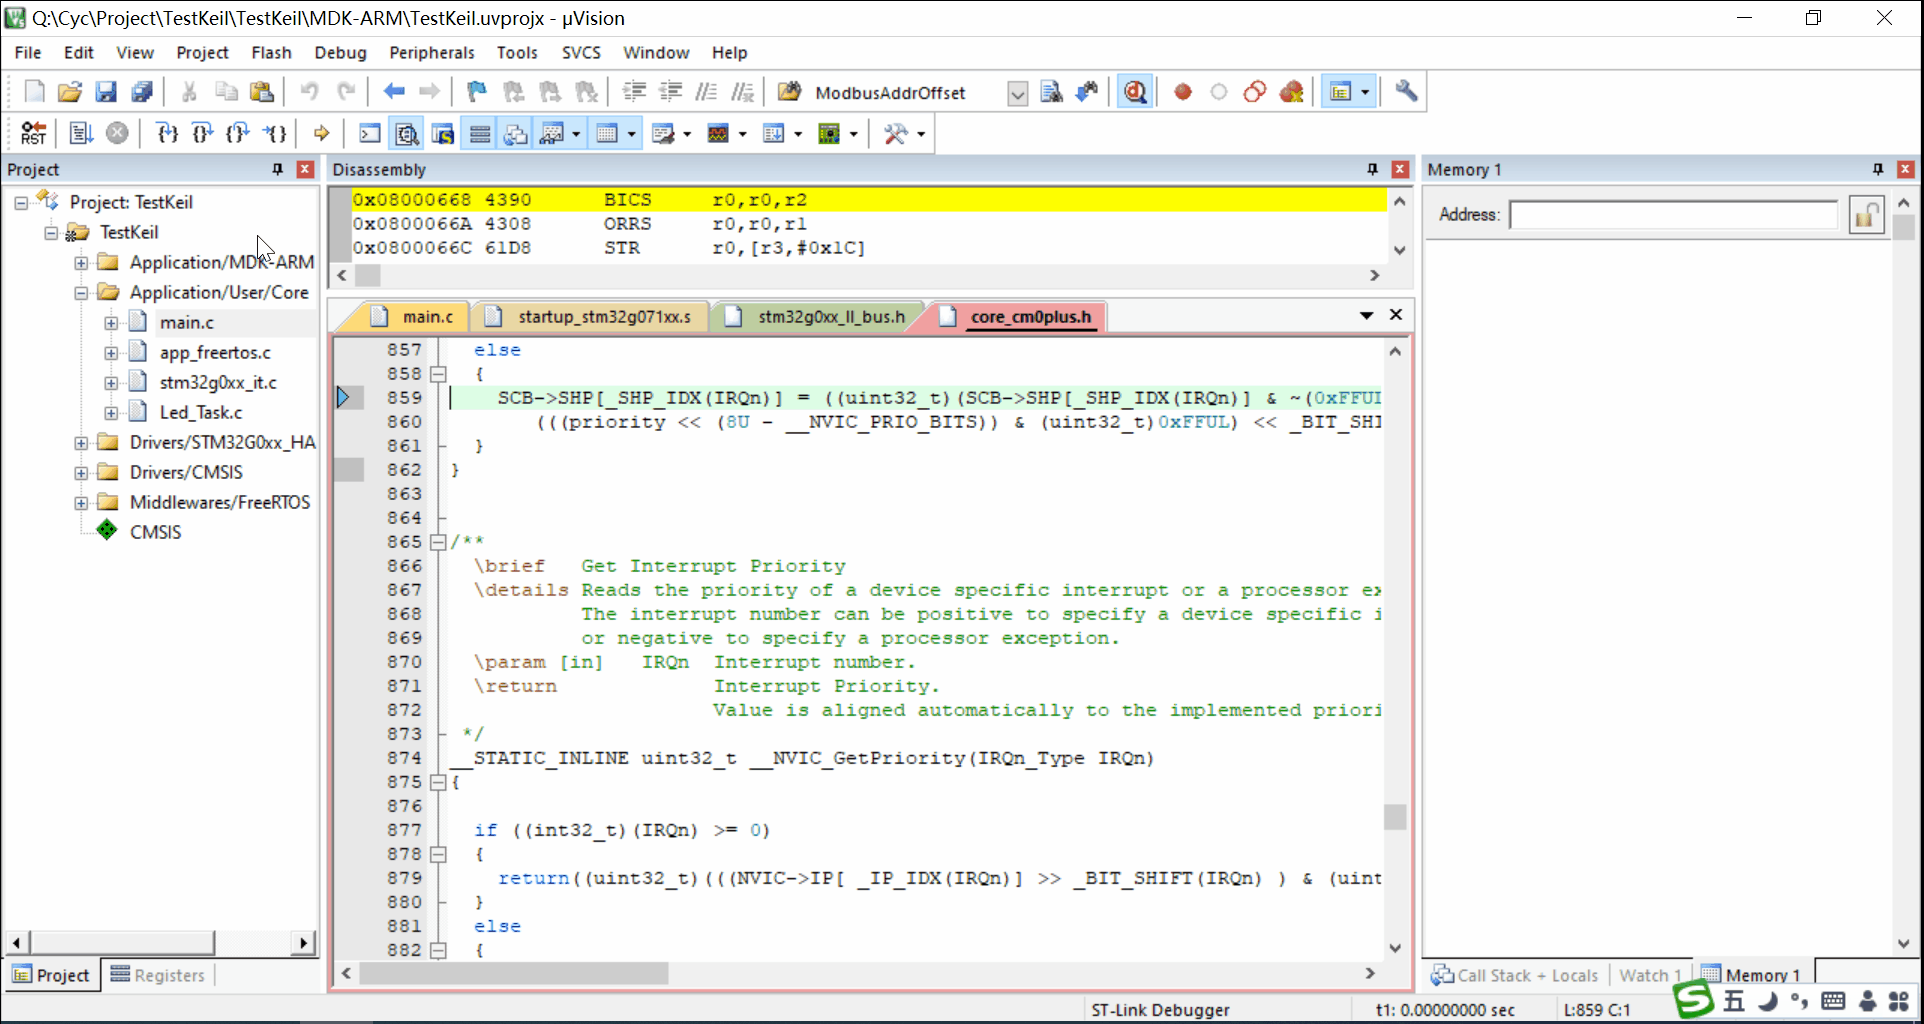 Q:\Cyc\Project\TestKeil\TestKeil\MDK-ARM\TestKeil.uvprojx - µVision
File Edit View Project Flash Debug Peripherals Tools SVCS Window Help
ModbusAddrOffset
RST
Project
Project: TestKeil
TestKeil
Application/MDK-ARM
Application/User/Core
main.c
app_freertos.c
stm32g0xx_it.c
Led_Task.c
Drivers/STM32G0xx_HA
Drivers/CMSIS
Middlewares/FreeRTOS
CMSIS
Project Registers
Disassembly
0x08000668 4390 BICS r0,r0,r2
0x0800066A 4308 ORRS r0,r0,r1
0x0800066C 61D8 STR r0,[r3,#0x1C]
main.c startup_stm32g071xx.s stm32g0xx_ll_bus.h core_cm0plus.h
857 else
858 {
859 SCB->SHP[_SHP_IDX(IRQn)] = ((uint32_t)(SCB->SHP[_SHP_IDX(IRQn)] & ~(0xFFUL
860 (((priority << (8U - __NVIC_PRIO_BITS)) & (uint32_t)0xFFUL) << _BIT_SHI
861 }
862 }
863
864
865 /**
866 \brief Get Interrupt Priority
867 \details Reads the priority of a device specific interrupt or a processor ex
868 The interrupt number can be positive to specify a device specific i
869 or negative to specify a processor exception.
870 \param [in] IRQn Interrupt number.
871 \return Interrupt Priority.
872 Value is aligned automatically to the implemented priori
873 */
874 __STATIC_INLINE uint32_t __NVIC_GetPriority(IRQn_Type IRQn)
875 {
876
877 if ((int32_t)(IRQn) >= 0)
878 {
879 return((uint32_t)(((NVIC->IP[ _IP_IDX(IRQn)] >> _BIT_SHIFT(IRQn) ) & (uint
880 }
881 else
882 {
Memory 1
Address:
Call Stack + Locals Watch 1 Memory 1
ST-Link Debugger t1: 0.00000000 sec L:859 C:1
S 五